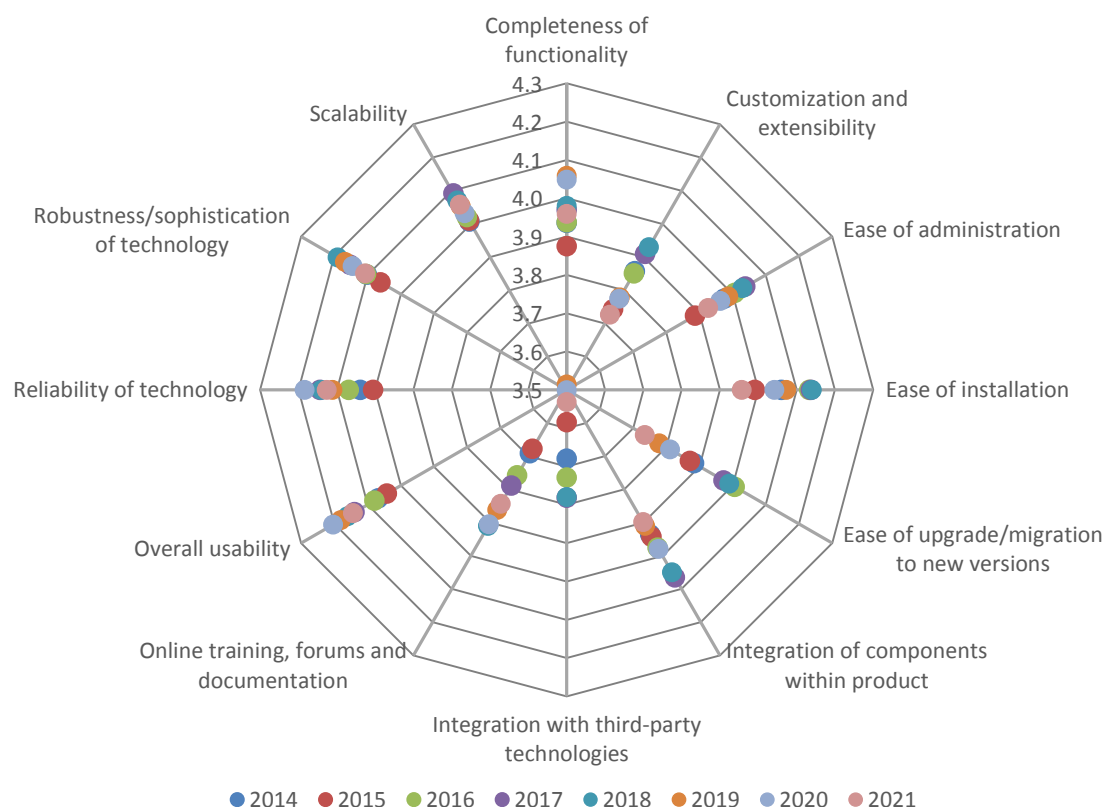 Completeness of
functionality
Customization and
extensibility
Ease of administration
Ease of installation
Ease of upgrade/migration
to new versions
Integration of components
within product
Integration with third-party
technologies
Online training, forums and
documentation
Overall usability
Reliability of technology
Robustness/sophistication
of technology
Scalability
4.3
4.2
4.1
4.0
3.9
3.8
3.7
3.6
3.5
2014 2015 2016 2017 2018 2019 2020 2021